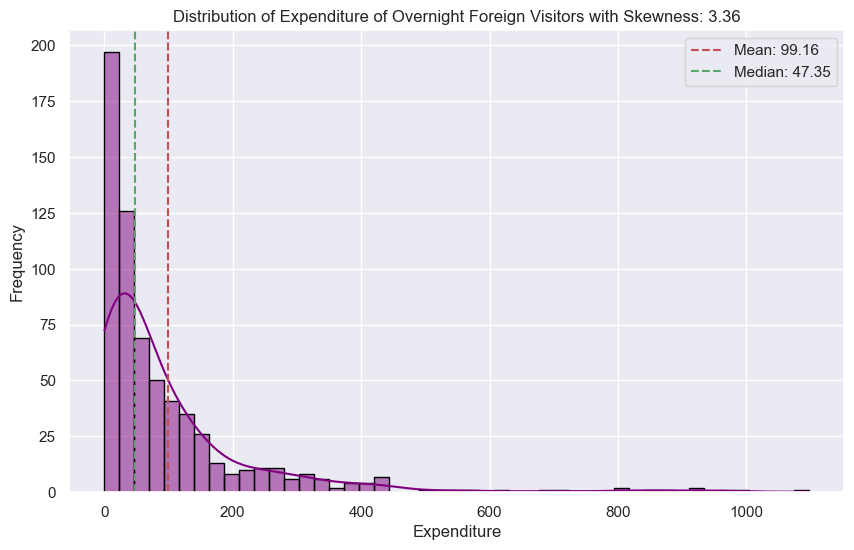 Distribution of Expenditure of Overnight Foreign Visitors with Skewness: 3.36
Mean: 99.16
Median: 47.35
Frequency
200
175
150
125
100
75
50
25
0
0 200 400 600 800 1000
Expenditure